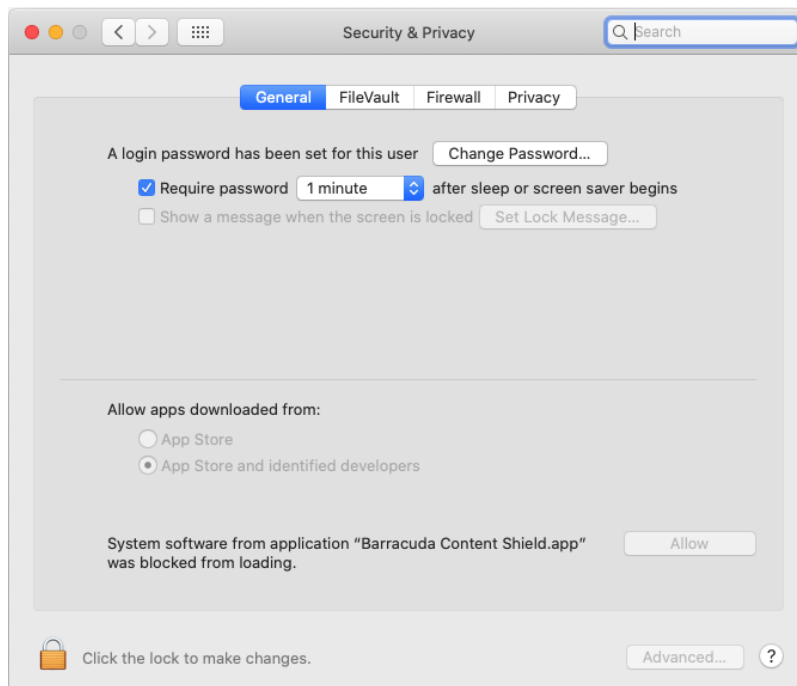 Security & Privacy
Search
General FileVault Firewall Privacy
A login password has been set for this user Change Password...
Require password 1 minute after sleep or screen saver begins
Show a message when the screen is locked Set Lock Message...
Allow apps downloaded from:
App Store
App Store and identified developers
System software from application “Barracuda Content Shield.app”
was blocked from loading.
Allow
Click the lock to make changes.
Advanced... ?